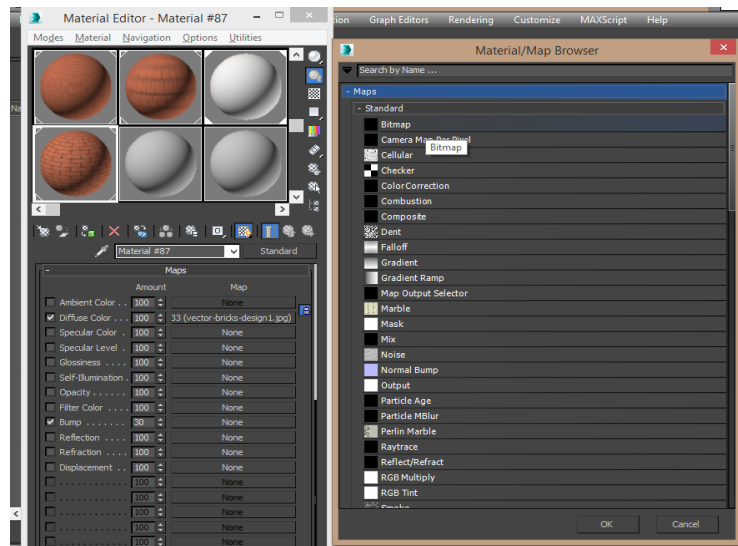 Material Editor - Material #87
Modes Material Navigation Options Utilities
Material #87 Standard
- Maps
Amount Map
Ambient Color . . 100 None
Diffuse Color . . . 100 33 (vector-bricks-design1.jpg)
Specular Color . 100 None
Specular Level . 100 None
Glossiness . . . . 100 None
Self-Illumination . 100 None
Opacity . . . . . . 100 None
Filter Color . . . . 100 None
Bump . . . . . . . 30 None
Reflection . . . . 100 None
Refraction . . . . 100 None
Displacement . . 100 None
. . . . . . . . . . . . 100 None
. . . . . . . . . . . . 100 None
. . . . . . . . . . . . 100 None
. . . . . . . . . . . . 100 None
. . . . . . . . . . . . 100 None
Graph Editors Rendering Customize MAXScript Help
Material/Map Browser
Search by Name ...
- Maps
- Standard
Bitmap
Camera Map Per Pixel
Bitmap
Cellular
Checker
Color Correction
Combustion
Composite
Dent
Falloff
Gradient
Gradient Ramp
Map Output Selector
Marble
Mask
Mix
Noise
Normal Bump
Output
Particle Age
Particle MBlur
Perlin Marble
Raytrace
Reflect/Refract
RGB Multiply
RGB Tint
Smoke
OK Cancel